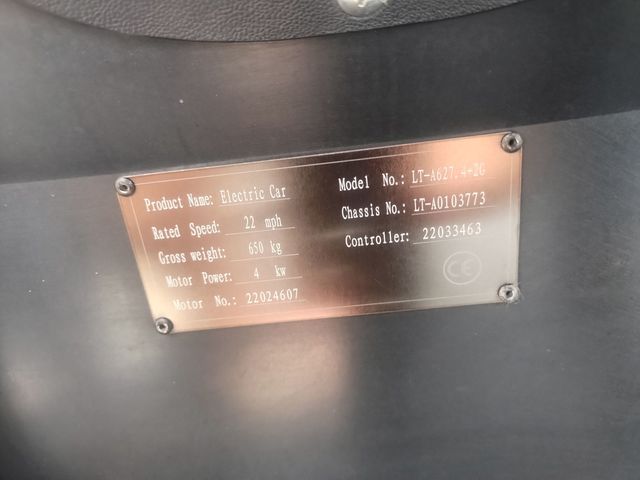 Product Name: Electric Car
Rated Speed: 22 mph
Gross weight: 650 kg
Motor Power: 4 kw
Motor No.: 22024607
Model No.: LT-A627.4+2G
Chassis No.: LT-A0103773
Controller: 22033463
CE